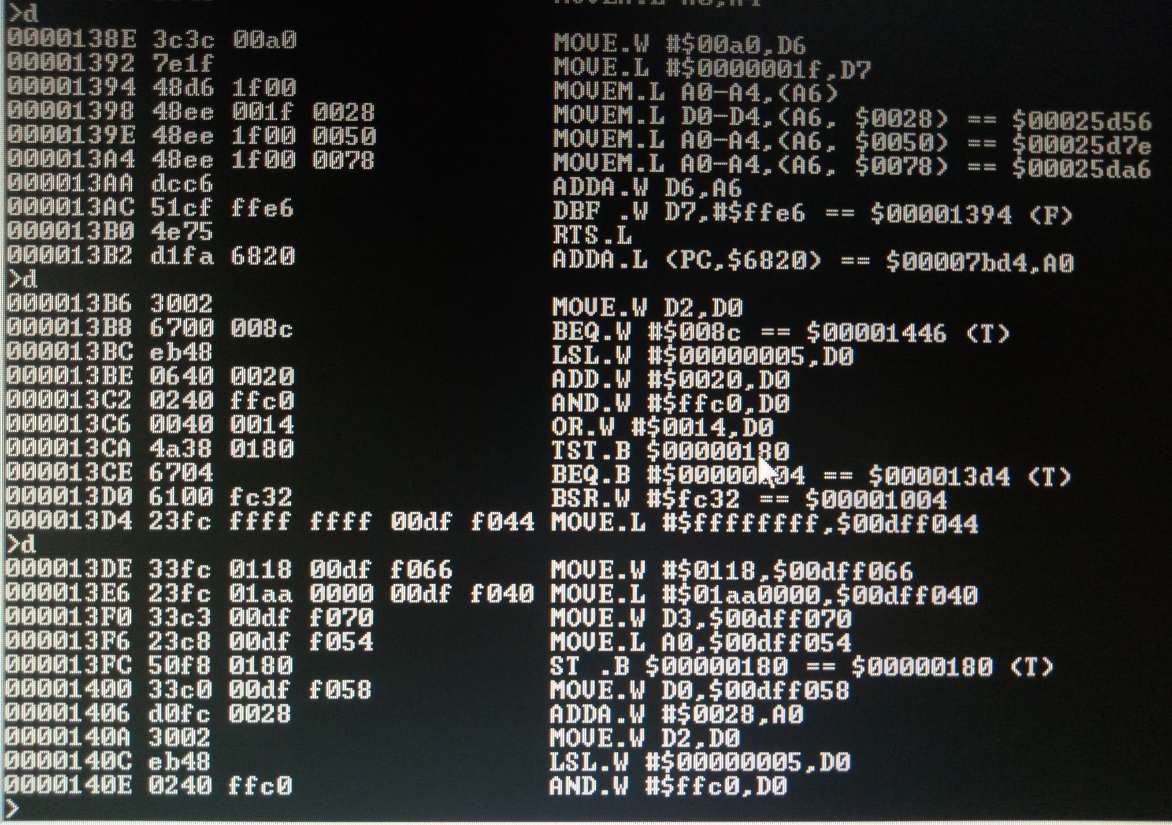 >d
0000138E 3c3c 00a0 MOVE.W #$00a0,D6
00001392 7e1f MOVE.L #$0000001f,D7
00001394 48d6 1f00 MOVEM.L A0-A4,(A6)
00001398 48ee 001f 0028 MOVEM.L D0-D4,(A6, $0028) == $00025d56
0000139E 48ee 1f00 0050 MOVEM.L A0-A4,(A6, $0050) == $00025d7e
000013A4 48ee 1f00 0078 MOVEM.L A0-A4,(A6, $0078) == $00025da6
000013AA dcc6 ADDA.W D6,A6
000013AC 51cf ffe6 DBF .W D7,#$ffe6 == $00001394 (F)
000013B0 4e75 RTS.L
000013B2 d1fa 6820 ADDA.L (PC,$6820) == $00007bd4,A0
>d
000013B6 3002 MOVE.W D2,D0
000013B8 6700 008c BEQ.W #$008c == $00001446 (T)
000013BC eb48 LSL.W #$00000005,D0
000013BE 0640 0020 ADD.W #$0020,D0
000013C2 0240 ffc0 AND.W #$ffc0,D0
000013C6 0040 0014 OR.W #$0014,D0
000013CA 4a38 0180 TST.B $00000180
000013CE 6704 BEQ.B #$00000004 == $000013d4 (T)
000013D0 6100 fc32 BSR.W #$fc32 == $00001004
000013D4 23fc ffff ffff 00df f044 MOVE.L #$ffffffff,$00dff044
>d
000013DE 33fc 0118 00df f066 MOVE.W #$0118,$00dff066
000013E6 23fc 01aa 0000 00df f040 MOVE.L #$01aa0000,$00dff040
000013F0 33c3 00df f070 MOVE.W D3,$00dff070
000013F6 23c8 00df f054 MOVE.L A0,$00dff054
000013FC 50f8 0180 ST .B $00000180 == $00000180 (T)
00001400 33c0 00df f058 MOVE.W D0,$00dff058
00001406 d0fc 0028 ADDA.W #$0028,A0
0000140A 3002 MOVE.W D2,D0
0000140C eb48 LSL.W #$00000005,D0
0000140E 0240 ffc0 AND.W #$ffc0,D0
>